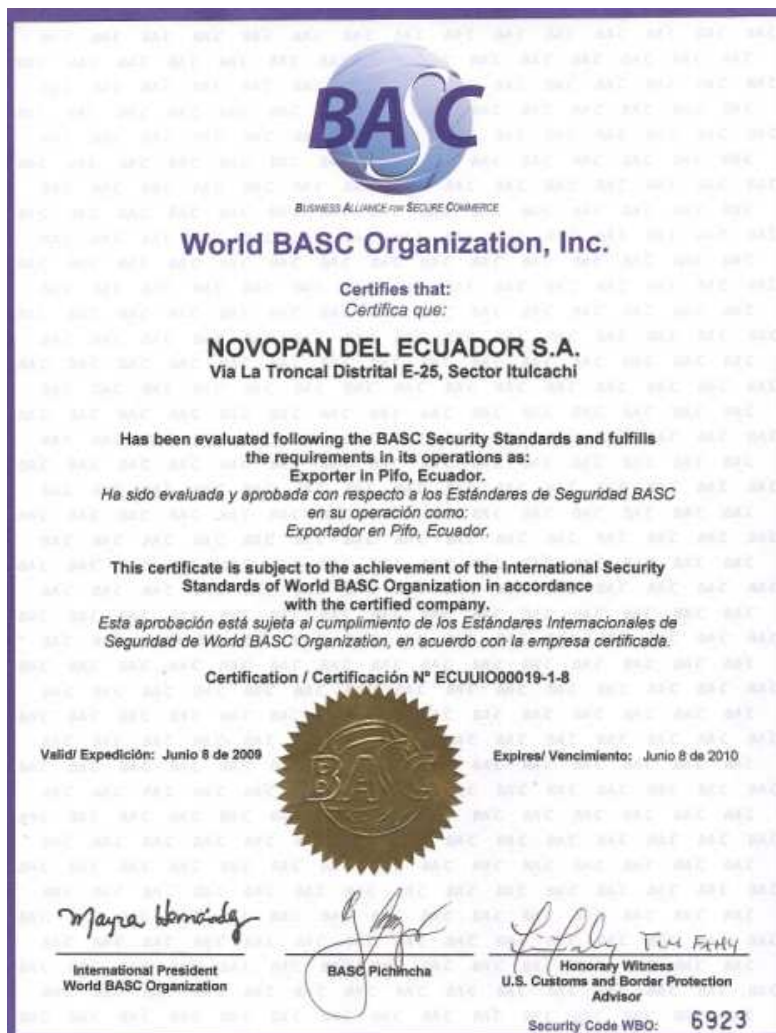 BASC
BUSINESS ALLIANCE FOR SECURE COMMERCE
World BASC Organization, Inc.
Certifies that:
Certifica que:
NOVOPAN DEL ECUADOR S.A.
Via La Troncal Distrital E-25, Sector Itulcachi
Has been evaluated following the BASC Security Standards and fulfills
the requirements in its operations as:
Exporter in Pifo, Ecuador.
Ha sido evaluada y aprobada con respecto a los Estándares de Seguridad BASC
en su operación como:
Exportador en Pifo, Ecuador.
This certificate is subject to the achievement of the International Security
Standards of World BASC Organization in accordance
with the certified company.
Esta aprobación está sujeta al cumplimiento de los Estándares Internacionales de
Seguridad de World BASC Organization, en acuerdo con la empresa certificada.
Certification / Certificación N° ECUUIO00019-1-8
Valid/ Expedición: Junio 8 de 2009
Expires/ Vencimiento: Junio 8 de 2010
BASC
Mayra Hernández
International President
World BASC Organization
BASC Pichincha
Honorary Witness
U.S. Customs and Border Protection
Advisor
Security Code WBO: 6923